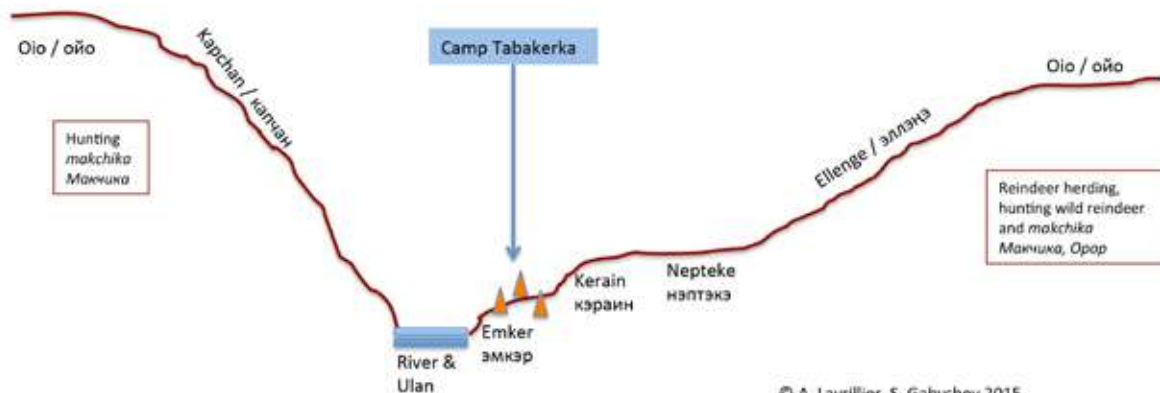 Oio / ойо
Kapchan / капчан
Camp Tabakerka
Oio / ойо
Ellenge / эллэӈэ
Hunting
makchika
Макчика
Reindeer herding,
hunting wild reindeer
and makchika
Макчика, Орор
Kerain
кэраин
Nepteke
нэптэкэ
Emker
эмкэр
River &
Ulan